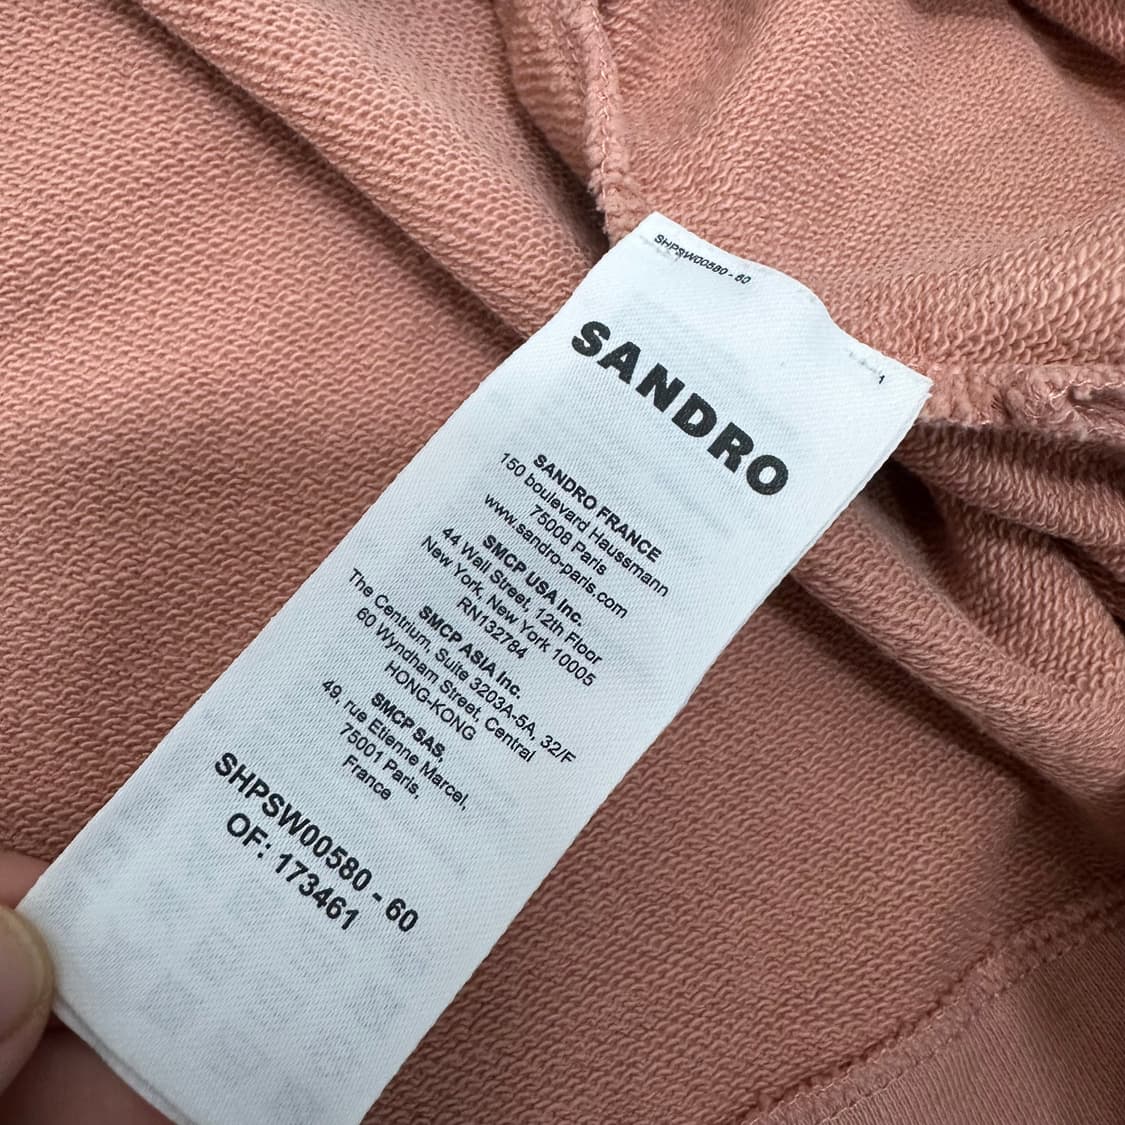 SHPSW00580 - 60
1
SANDRO
SANDRO FRANCE
150 boulevard Haussmann
75008 Paris
www.sandro-paris.com
SMCP USA Inc.
44 Wall Street, 12th Floor
New York, New York 10005
RN132784
SMCP ASIA Inc.
The Centrium, Suite 3203A-5A, 32/F
60 Wyndham Street, Central
HONG-KONG
SMCP SAS,
49, rue Etienne Marcel,
75001 Paris,
France
SHPSW00580 - 60
OF: 173461